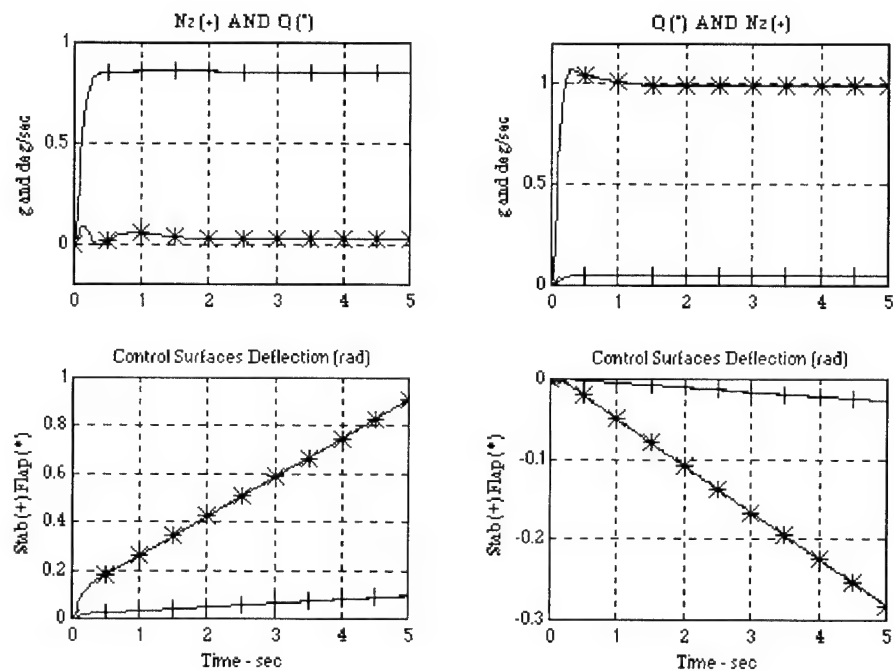 Nz (+) AND Q (*)
g and deg/sec
1
0.5
0
0 1 2 3 4 5
Q (*) AND Nz (+)
g and deg/sec
1
0.5
0
0 1 2 3 4 5
Control Surfaces Deflection (rad)
Stab (+) Flap (*)
1
0.8
0.6
0.4
0.2
0
0 1 2 3 4 5
Time - sec
Control Surfaces Deflection (rad)
Stab (+) Flap (*)
0
-0.1
-0.2
-0.3
0 1 2 3 4 5
Time - sec